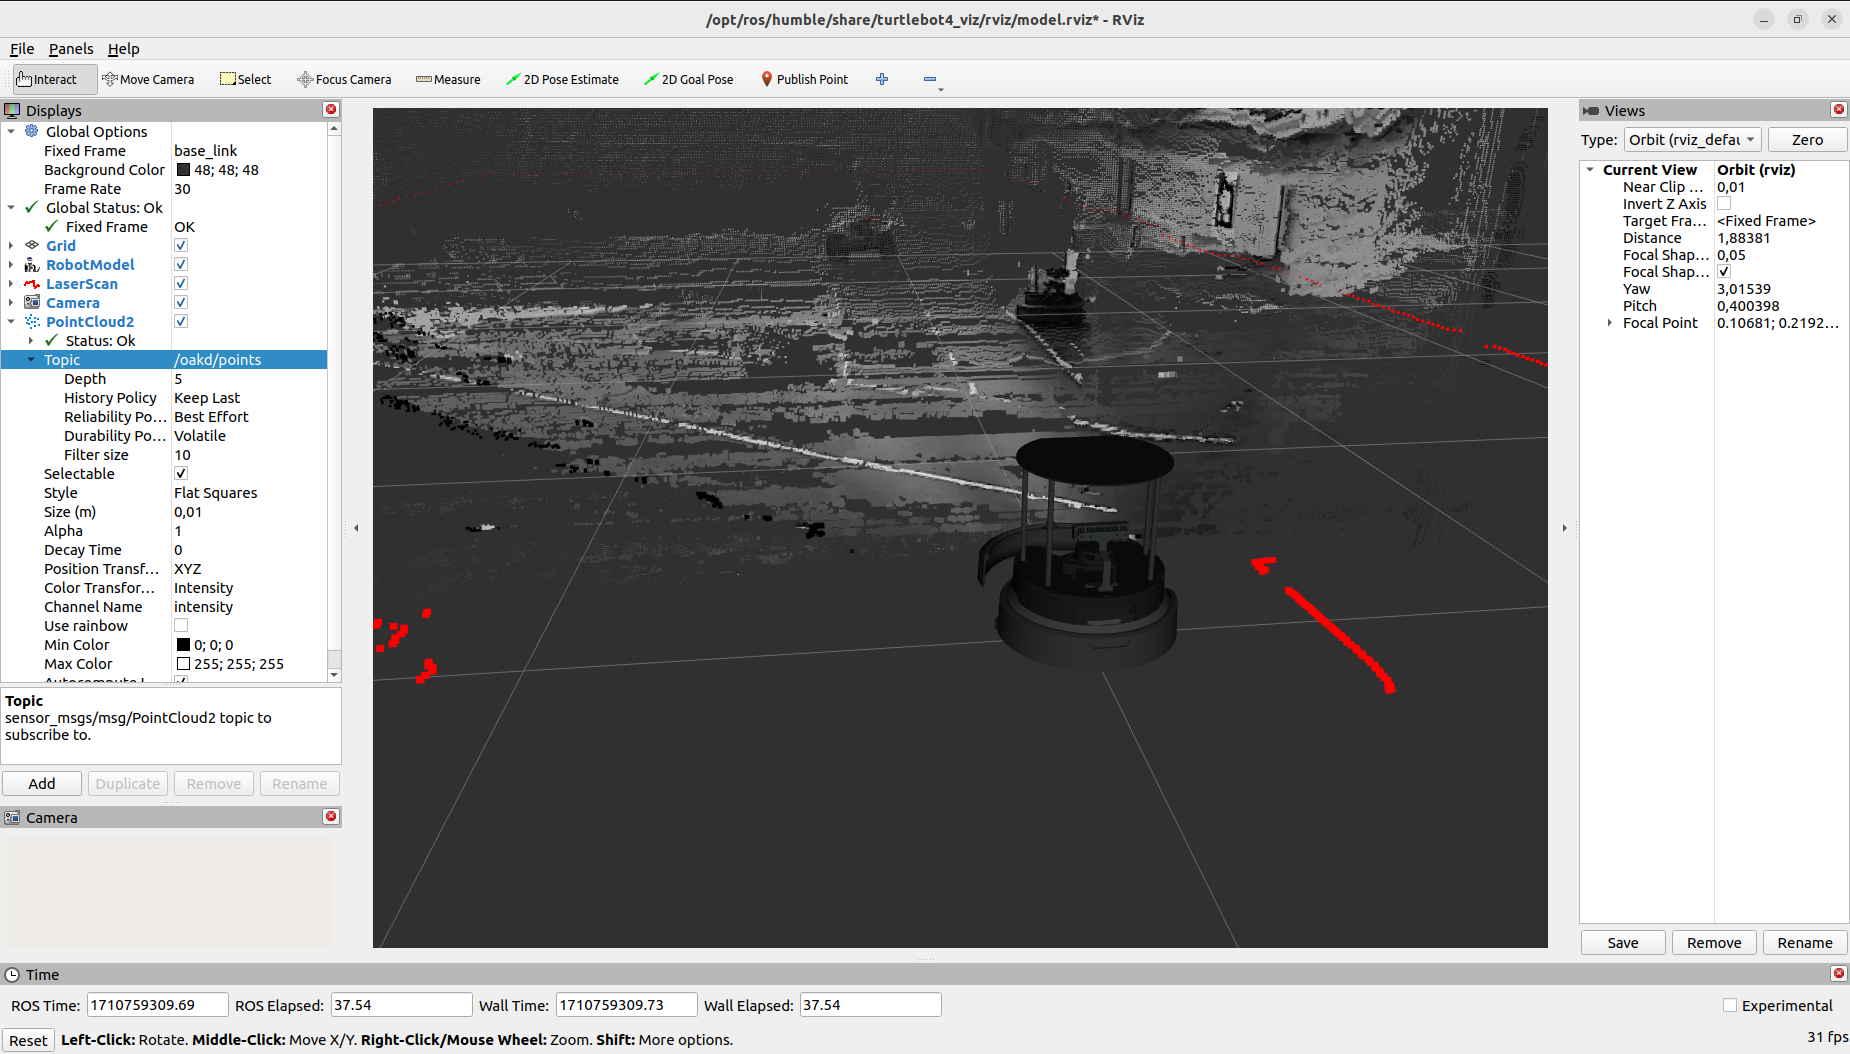 /opt/ros/humble/share/turtlebot4_viz/rviz/model.rviz* - RViz
File Panels Help
Interact Move Camera Select Focus Camera Measure 2D Pose Estimate 2D Goal Pose Publish Point
Displays
Global Options
Fixed Frame base_link
Background Color 48; 48; 48
Frame Rate 30
Global Status: Ok
Fixed Frame OK
Grid
RobotModel
LaserScan
Camera
PointCloud2
Status: Ok
Topic /oakd/points
Depth 5
History Policy Keep Last
Reliability Po... Best Effort
Durability Po... Volatile
Filter size 10
Selectable
Style Flat Squares
Size (m) 0,01
Alpha 1
Decay Time 0
Position Transf... XYZ
Color Transfor... Intensity
Channel Name intensity
Use rainbow
Min Color 0; 0; 0
Max Color 255; 255; 255
Topic
sensor_msgs/msg/PointCloud2 topic to
subscribe to.
Add Duplicate Remove Rename
Camera
Views
Type: Orbit (rviz_defau Zero
Current View Orbit (rviz)
Near Clip ... 0,01
Invert Z Axis
Target Fra... <Fixed Frame>
Distance 1,88381
Focal Shap... 0,05
Focal Shap...
Yaw 3,01539
Pitch 0,400398
Focal Point 0.10681; 0.2192...
Save Remove Rename
Time
ROS Time: 1710759309.69 ROS Elapsed: 37.54 Wall Time: 1710759309.73 Wall Elapsed: 37.54 Experimental
Reset Left-Click: Rotate. Middle-Click: Move X/Y. Right-Click/Mouse Wheel: Zoom. Shift: More options. 31 fps